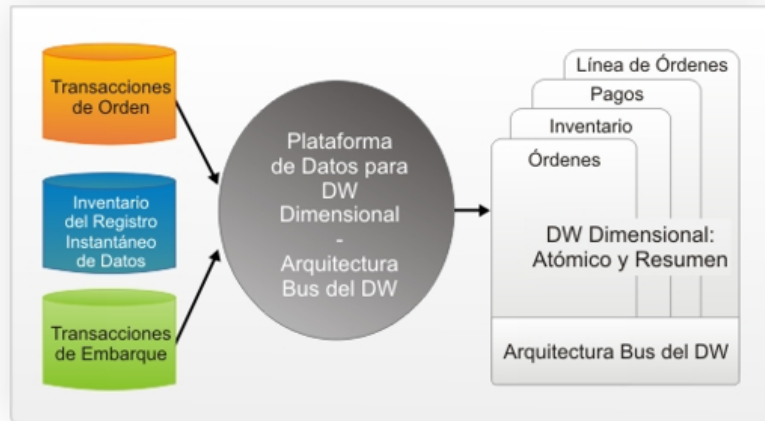 Transacciones
de Orden
Inventario
del Registro
Instantáneo
de Datos
Transacciones
de Embarque
Plataforma
de Datos para
DW
Dimensional
-
Arquitectura
Bus del DW
Línea de Órdenes
Pagos
Inventario
Órdenes
DW Dimensional:
Atómico y Resumen
Arquitectura Bus del DW